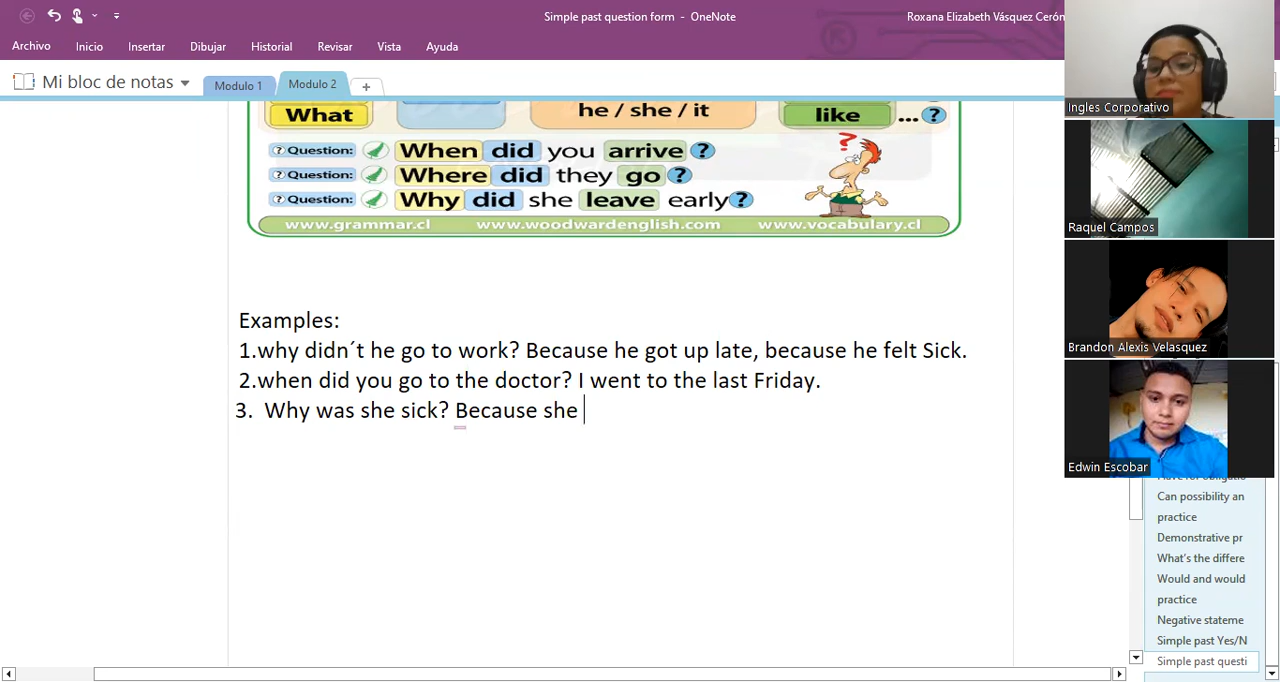 Simple past question form - OneNote
Roxana Elizabeth Vásquez Cerón
Archivo Inicio Insertar Dibujar Historial Revisar Vista Ayuda
Mi bloc de notas Modulo 1 Modulo 2 +
What he / she / it like ...?
? Question: When did you arrive ?
? Question: Where did they go ?
? Question: Why did she leave early?
www.grammar.cl www.woodwardenglish.com www.vocabulary.cl
Examples:
1.why didn´t he go to work? Because he got up late, because he felt Sick.
2.when did you go to the doctor? I went to the last Friday.
3. Why was she sick? Because she
Ingles Corporativo
Raquel Campos
Brandon Alexis Velasquez
Edwin Escobar
Can possibility an
practice
Demonstrative pr
What's the differe
Would and would
practice
Negative stateme
Simple past Yes/N
Simple past questi